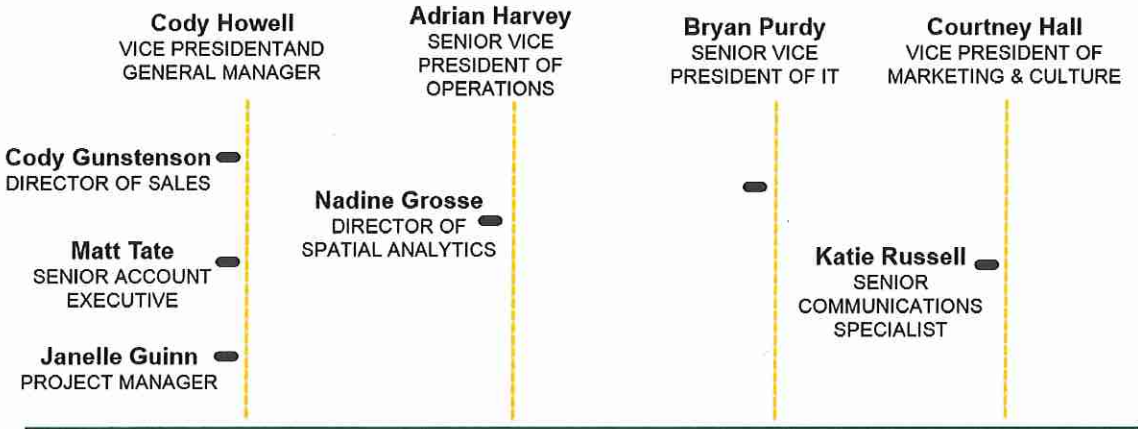 Cody Howell
VICE PRESIDENTAND
GENERAL MANAGER
Cody Gunstenson
DIRECTOR OF SALES
Matt Tate
SENIOR ACCOUNT
EXECUTIVE
Janelle Guinn
PROJECT MANAGER
Adrian Harvey
SENIOR VICE
PRESIDENT OF
OPERATIONS
Nadine Grosse
DIRECTOR OF
SPATIAL ANALYTICS
Bryan Purdy
SENIOR VICE
PRESIDENT OF IT
Courtney Hall
VICE PRESIDENT OF
MARKETING & CULTURE
Katie Russell
SENIOR
COMMUNICATIONS
SPECIALIST